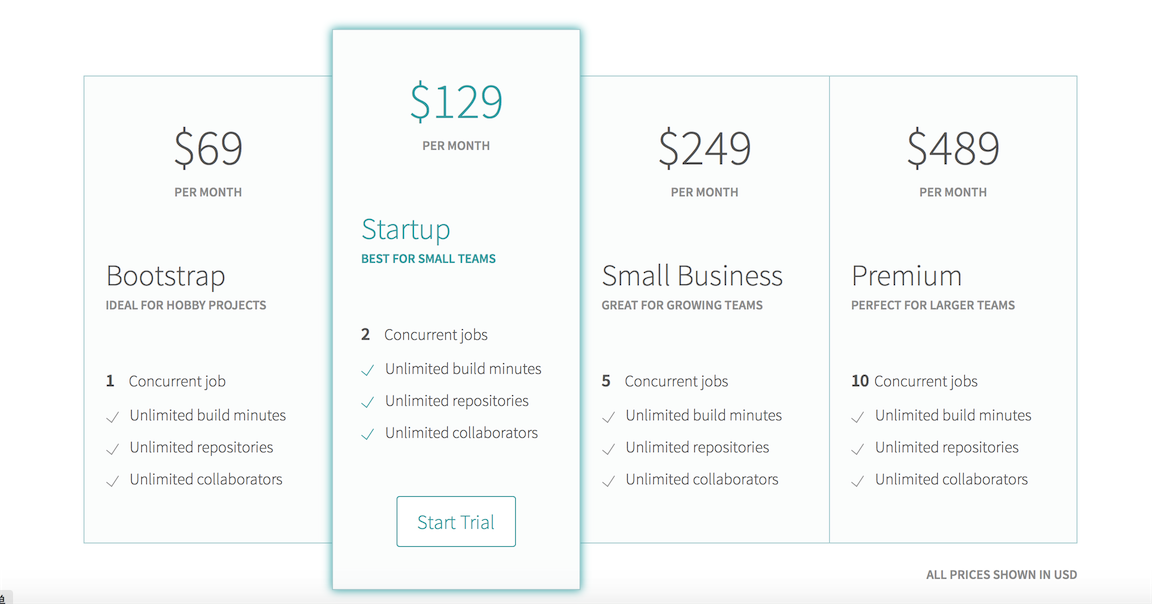 $69
PER MONTH
Bootstrap
IDEAL FOR HOBBY PROJECTS
1 Concurrent job
Unlimited build minutes
Unlimited repositories
Unlimited collaborators
$129
PER MONTH
Startup
BEST FOR SMALL TEAMS
2 Concurrent jobs
Unlimited build minutes
Unlimited repositories
Unlimited collaborators
Start Trial
$249
PER MONTH
Small Business
GREAT FOR GROWING TEAMS
5 Concurrent jobs
Unlimited build minutes
Unlimited repositories
Unlimited collaborators
$489
PER MONTH
Premium
PERFECT FOR LARGER TEAMS
10 Concurrent jobs
Unlimited build minutes
Unlimited repositories
Unlimited collaborators
ALL PRICES SHOWN IN USD